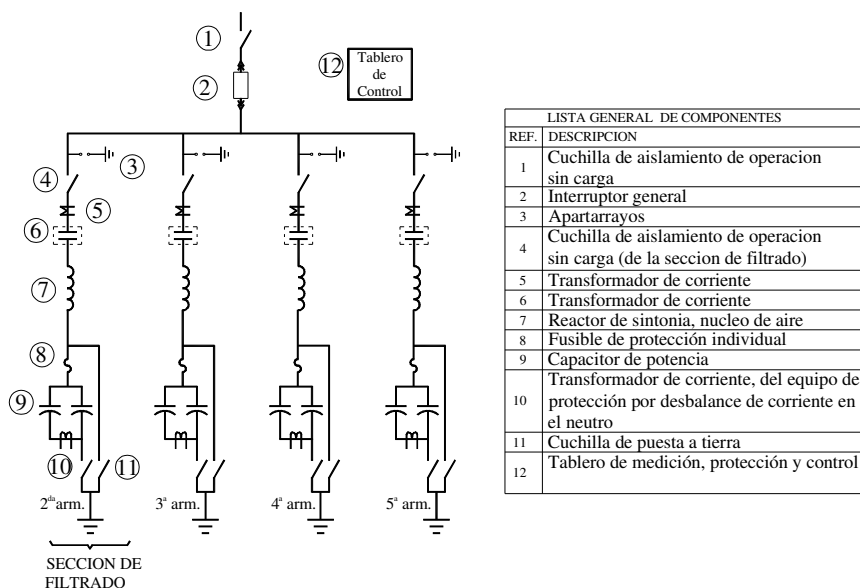 1
2
12
Tablero
de
Control
3
4
5
6
7
8
9
10
11
2da arm.
3ª arm.
4ª arm.
5ª arm.
SECCION DE
FILTRADO
LISTA GENERAL DE COMPONENTES
REF. DESCRIPCION
1 Cuchilla de aislamiento de operacion
sin carga
2 Interruptor general
3 Apartarrayos
4 Cuchilla de aislamiento de operacion
sin carga (de la seccion de filtrado)
5 Transformador de corriente
6 Transformador de corriente
7 Reactor de sintonia, nucleo de aire
8 Fusible de protección individual
9 Capacitor de potencia
10 Transformador de corriente, del equipo de
protección por desbalance de corriente en
el neutro
11 Cuchilla de puesta a tierra
12 Tablero de medición, protección y control